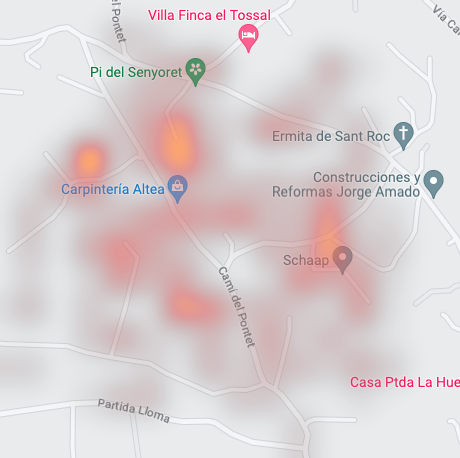 del Pontet
Villa Finca el Tossal
Via Ca
Pi del Senyoret
Ermita de Sant Roc
Construcciones y
Reformas Jorge Amado
Carpintería Altea
Schaap
Camí del Pontet
Casa Ptda La Hue
Partida Lloma